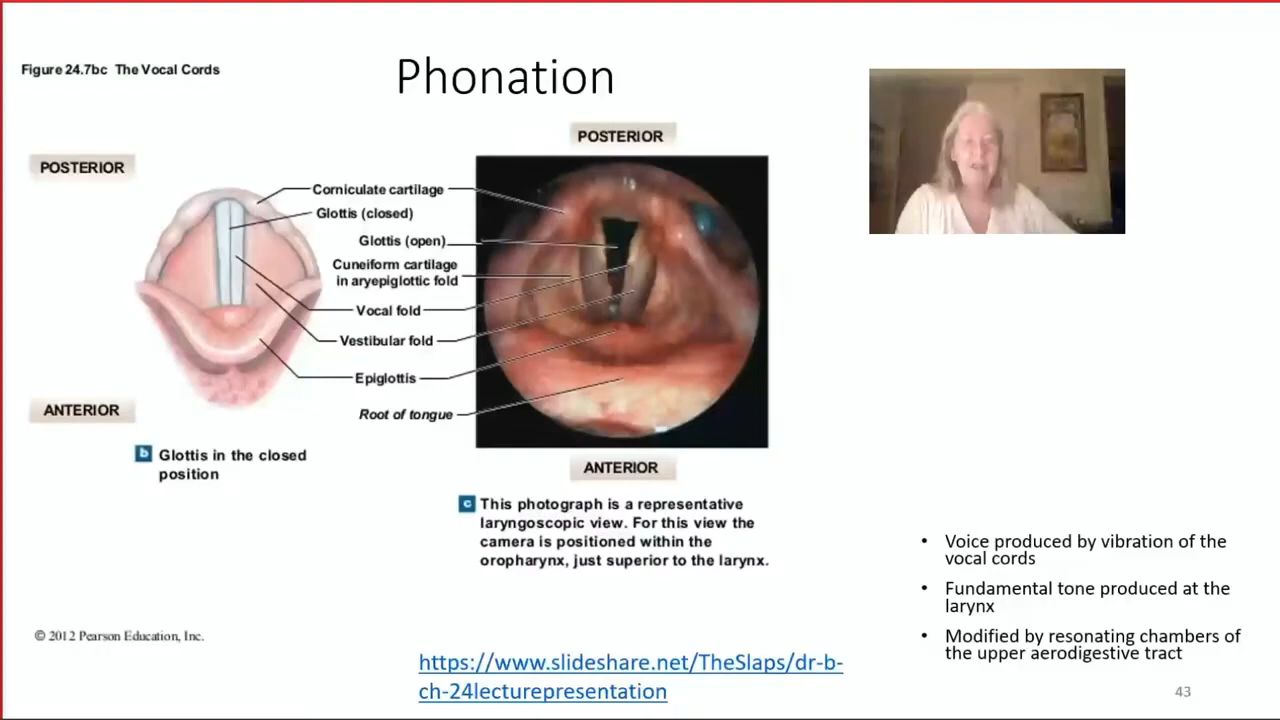 Figure 24.7bc The Vocal Cords
Phonation
POSTERIOR
POSTERIOR
Corniculate cartilage
Glottis (closed)
Glottis (open)
Cuneiform cartilage
in aryepiglottic fold
Vocal fold
Vestibular fold
Epiglottis
Root of tongue
ANTERIOR
ANTERIOR
b Glottis in the closed
position
c This photograph is a representative
laryngoscopic view. For this view the
camera is positioned within the
oropharynx, just superior to the larynx.
• Voice produced by vibration of the
vocal cords
• Fundamental tone produced at the
larynx
• Modified by resonating chambers of
the upper aerodigestive tract
© 2012 Pearson Education, Inc.
https://www.slideshare.net/TheSlaps/dr-b-
ch-24lecturepresentation
43